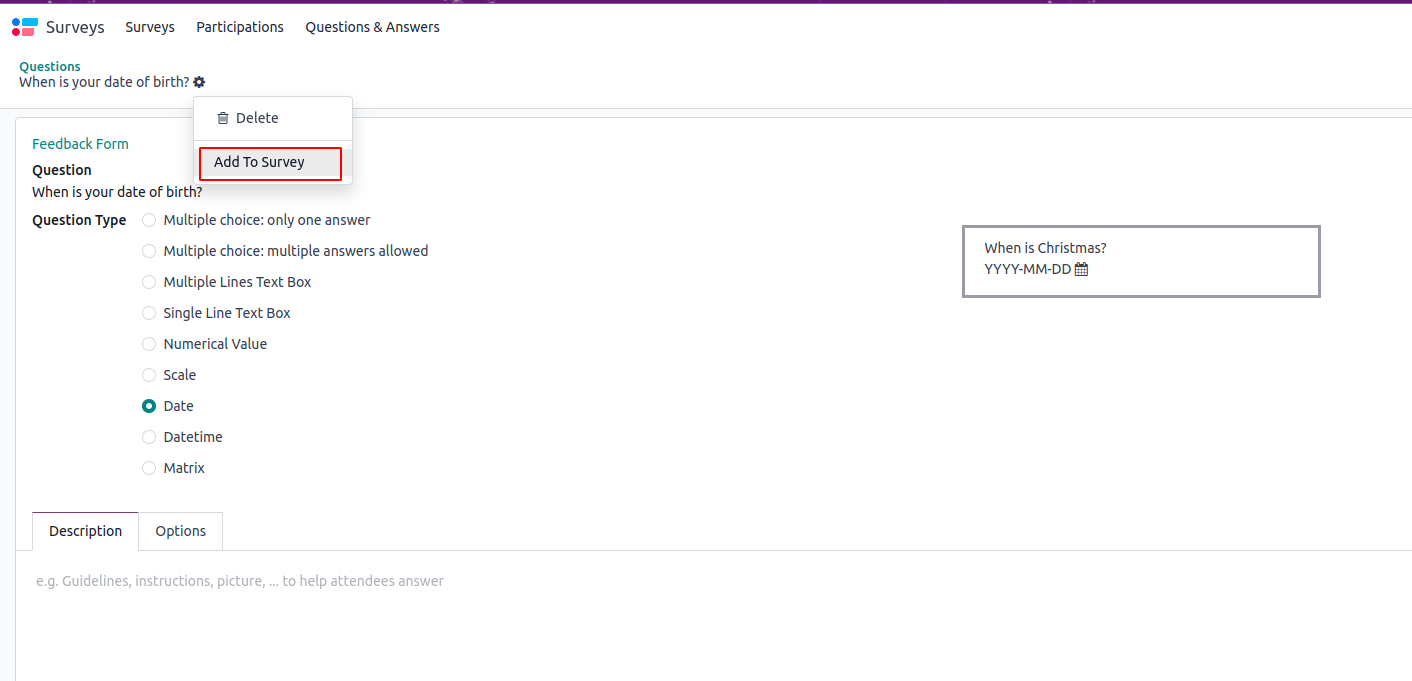 Surveys Surveys Participations Questions & Answers
Questions
When is your date of birth?
Delete
Add To Survey
Feedback Form
Question
When is your date of birth?
Question Type
Multiple choice: only one answer
Multiple choice: multiple answers allowed
Multiple Lines Text Box
Single Line Text Box
Numerical Value
Scale
Date
Datetime
Matrix
When is Christmas?
YYYY-MM-DD
Description Options
e.g. Guidelines, instructions, picture, ... to help attendees answer